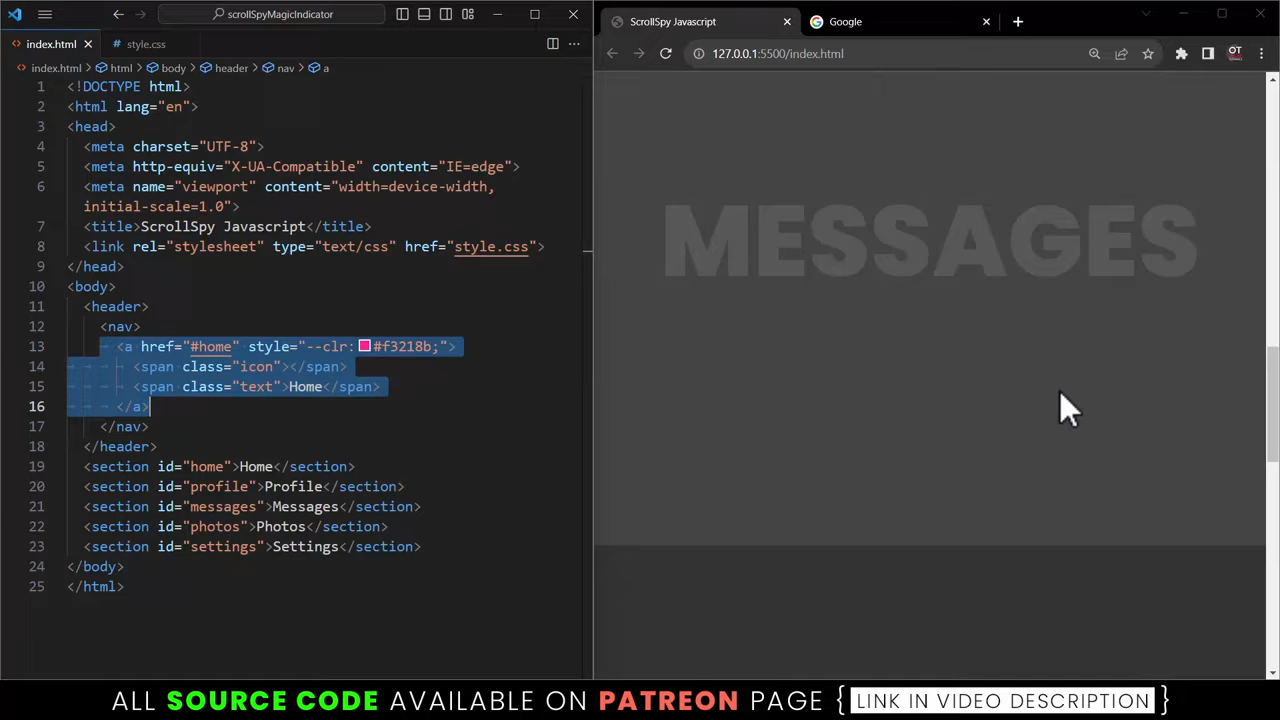 scrollSpyMagicIndicator
index.html
style.css
index.html > html > body > header > nav > a
1 <!DOCTYPE html>
2 <html lang="en">
3 <head>
4 <meta charset="UTF-8">
5 <meta http-equiv="X-UA-Compatible" content="IE=edge">
6 <meta name="viewport" content="width=device-width,
initial-scale=1.0">
7 <title>ScrollSpy Javascript</title>
8 <link rel="stylesheet" type="text/css" href="style.css">
9 </head>
10 <body>
11 <header>
12 <nav>
13 <a href="#home" style="--clr:#f3218b;">
14 <span class="icon"></span>
15 <span class="text">Home</span>
16 </a>
17 </nav>
18 </header>
19 <section id="home">Home</section>
20 <section id="profile">Profile</section>
21 <section id="messages">Messages</section>
22 <section id="photos">Photos</section>
23 <section id="settings">Settings</section>
24 </body>
25 </html>
ScrollSpy Javascript
Google
127.0.0.1:5500/index.html
OT
MESSAGES
ALL SOURCE CODE AVAILABLE ON PATREON PAGE { LINK IN VIDEO DESCRIPTION }